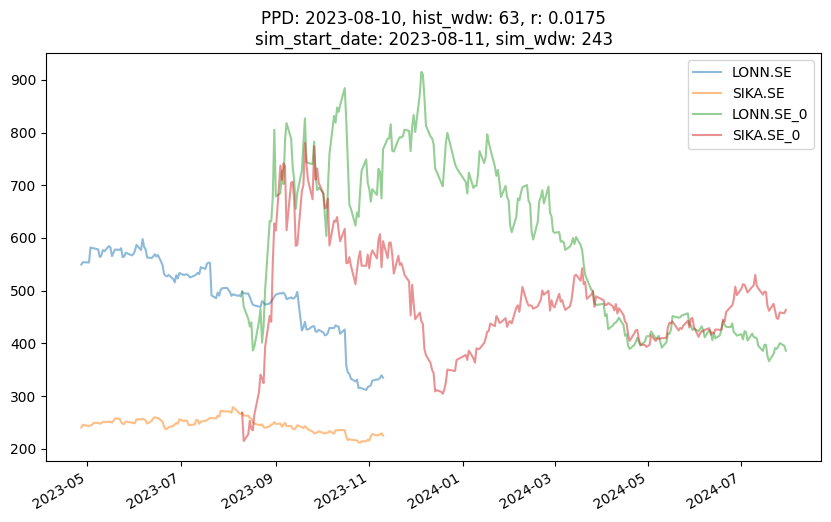 PPD: 2023-08-10, hist_wdw: 63, r: 0.0175
sim_start_date: 2023-08-11, sim_wdw: 243
LONN.SE
SIKA.SE
LONN.SE_0
SIKA.SE_0
900
800
700
600
500
400
300
200
2023-05
2023-07
2023-09
2023-11
2024-01
2024-03
2024-05
2024-07